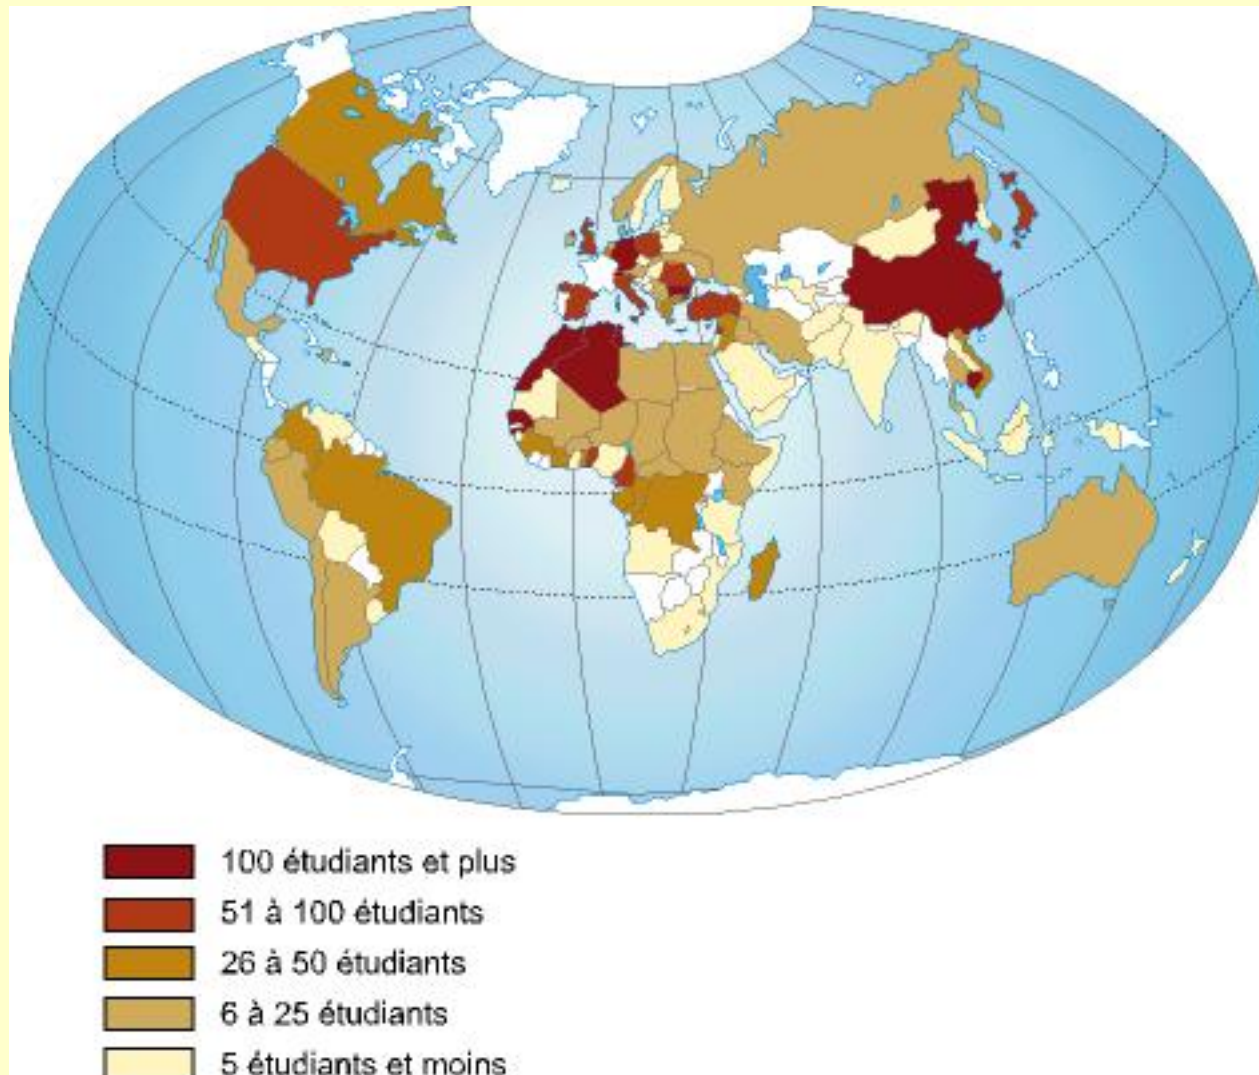 100 étudiants et plus
51 à 100 étudiants
26 à 50 étudiants
6 à 25 étudiants
5 étudiants et moins